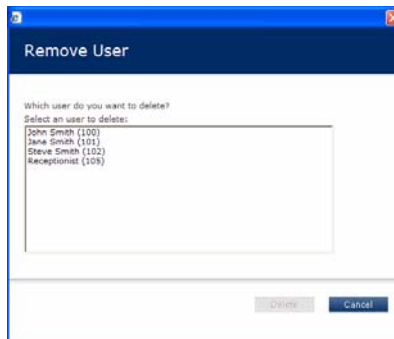 Remove User
Which user do you want to delete?
Select an user to delete:
John Smith (100)
Jane Smith (101)
Steve Smith (102)
Receptionist (105)
Delete
Cancel